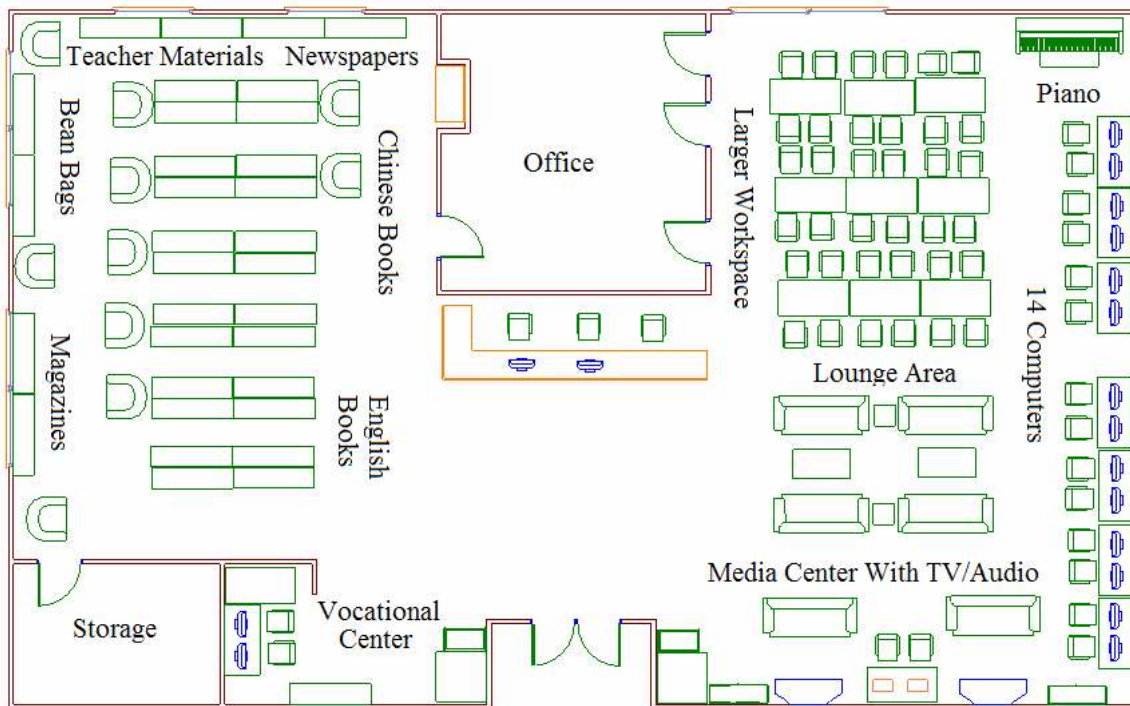 Teacher Materials
Newspapers
Piano
Bean Bags
Chinese Books
Office
Larger Workspace
Magazines
English
Books
Lounge Area
14 Computers
Media Center With TV/Audio
Storage
Vocational
Center